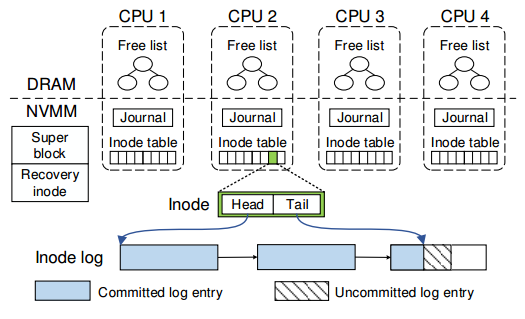 CPU 1 CPU 2 CPU 3 CPU 4
Free list Free list Free list Free list
DRAM
NVMM
Journal Journal Journal Journal
Super
block
Inode table Inode table Inode table Inode table
Recovery
inode
Inode Head Tail
Inode log
Committed log entry Uncommitted log entry